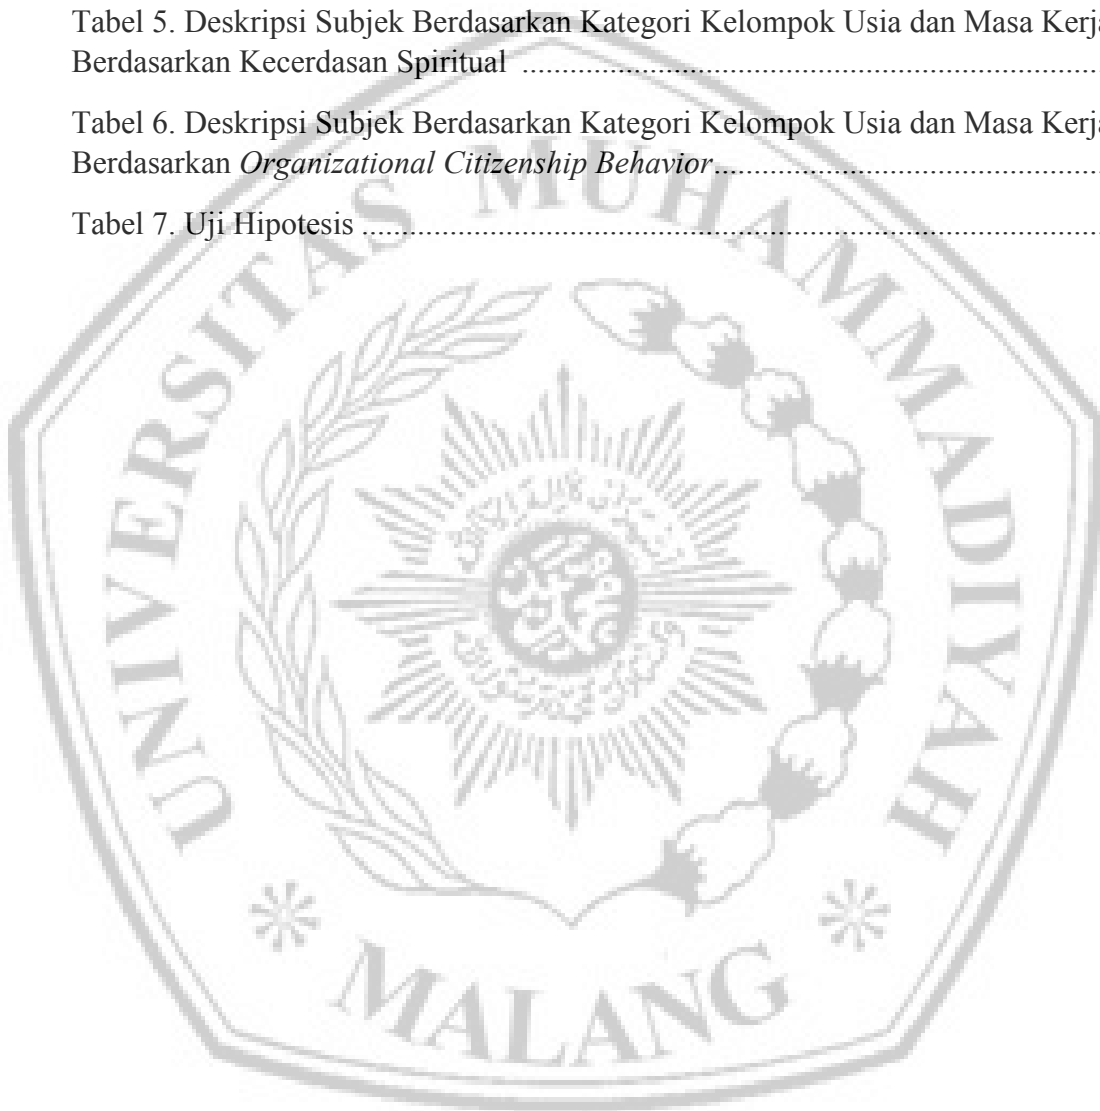 Tabel 5. Deskripsi Subjek Berdasarkan Kategori Kelompok Usia dan Masa Kerja
Berdasarkan Kecerdasan Spiritual ........................................................................
Tabel 6. Deskripsi Subjek Berdasarkan Kategori Kelompok Usia dan Masa Kerja
Berdasarkan Organizational Citizenship Behavior................................................
Tabel 7. Uji Hipotesis ............................................................................................
UNIVERSITAS MUHAMMADIYAH
MALANG